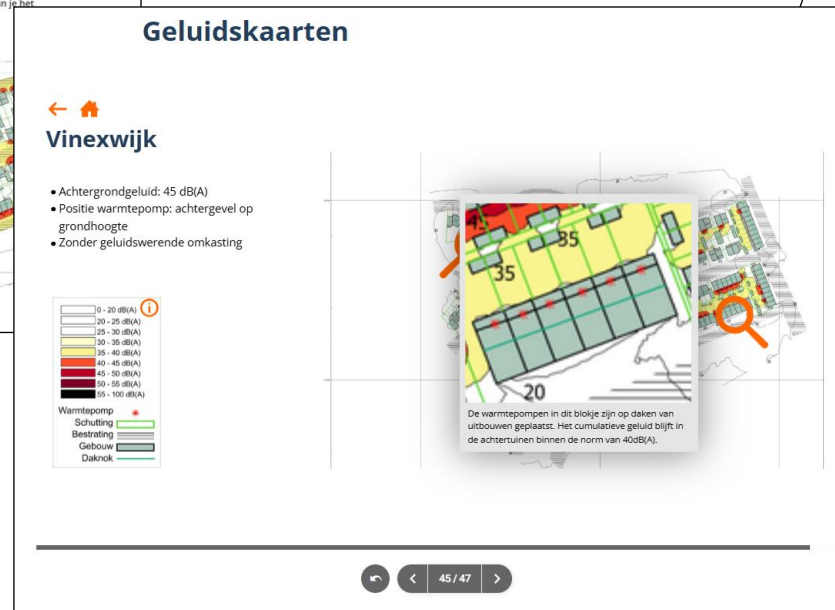 n je het
Geluidskaarten
Vinexwijk
• Achtergrondgeluid: 45 dB(A)
• Positie warmtepomp: achtergevel op
grondhoogte
• Zonder geluidswerende omkasting
0 - 20 dB(A)
20 - 25 dB(A)
25 - 30 dB(A)
30 - 35 dB(A)
35 - 40 dB(A)
40 - 45 dB(A)
45 - 50 dB(A)
50 - 55 dB(A)
55 - 100 dB(A)
Warmtepomp
Schutting
Bestrating
Gebouw
Daknok
45
35
35
20
De warmtepompen in dit blokje zijn op daken van
uitbouwen geplaatst. Het cumulatieve geluid blijft in
de achtertuinen binnen de norm van 40dB(A).
45 / 47